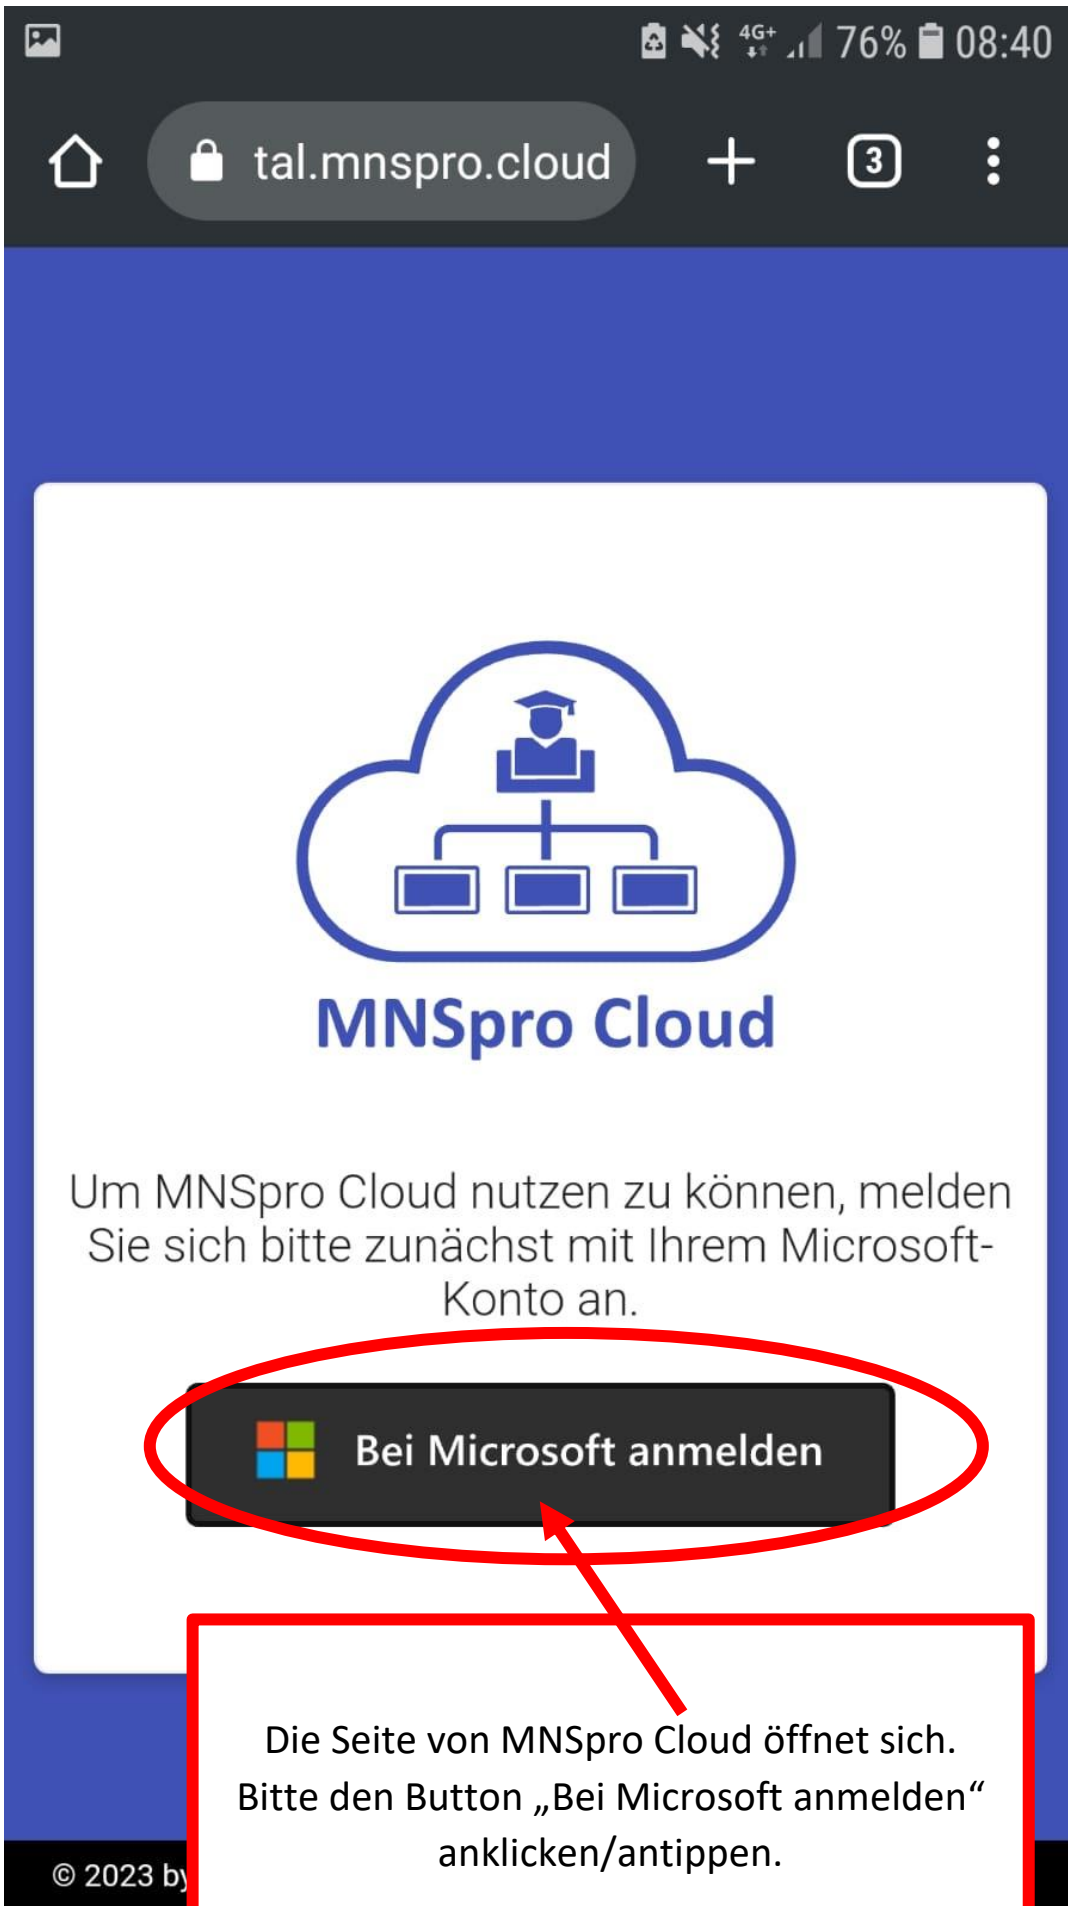 4G+ 76% 08:40
tal.mnspro.cloud 3
MNSpro Cloud
Um MNSpro Cloud nutzen zu können, melden
Sie sich bitte zunächst mit Ihrem Microsoft-
Konto an.
Bei Microsoft anmelden
Die Seite von MNSpro Cloud öffnet sich.
Bitte den Button „Bei Microsoft anmelden“
anklicken/antippen.
© 2023 by